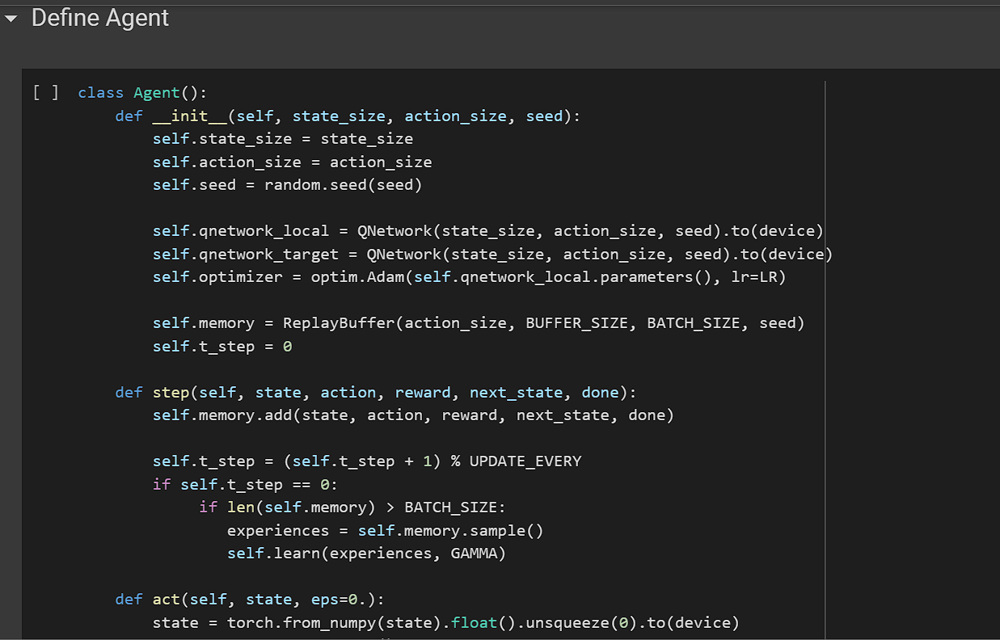 Define Agent
[ ] class Agent():
    def __init__(self, state_size, action_size, seed):
        self.state_size = state_size
        self.action_size = action_size
        self.seed = random.seed(seed)

        self.qnetwork_local = QNetwork(state_size, action_size, seed).to(device)
        self.qnetwork_target = QNetwork(state_size, action_size, seed).to(device)
        self.optimizer = optim.Adam(self.qnetwork_local.parameters(), lr=LR)

        self.memory = ReplayBuffer(action_size, BUFFER_SIZE, BATCH_SIZE, seed)
        self.t_step = 0

    def step(self, state, action, reward, next_state, done):
        self.memory.add(state, action, reward, next_state, done)

        self.t_step = (self.t_step + 1) % UPDATE_EVERY
        if self.t_step == 0:
             if len(self.memory) > BATCH_SIZE:
                experiences = self.memory.sample()
                self.learn(experiences, GAMMA)

    def act(self, state, eps=0.):
        state = torch.from_numpy(state).float().unsqueeze(0).to(device)